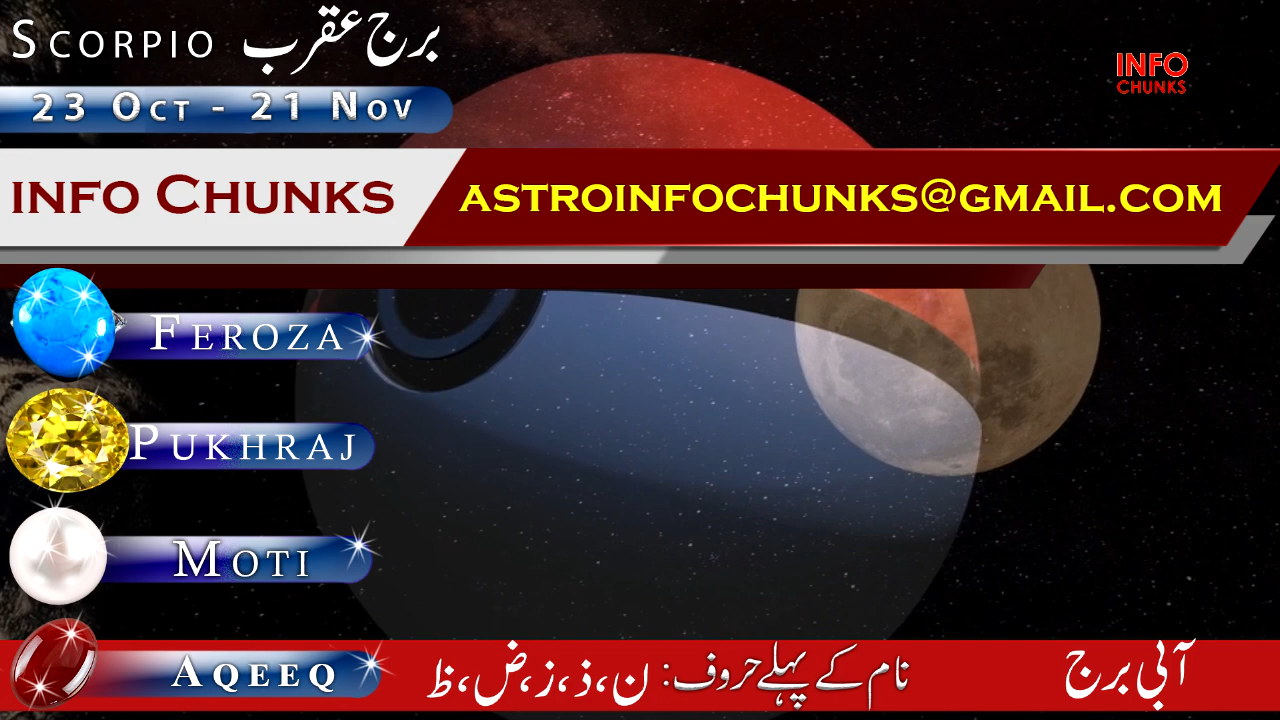 SCORPIO برج عقرب
23 OCT - 21 NOV
INFO
CHUNKS
INFO CHUNKS
ASTROINFOCHUNKS@GMAIL.COM
FEROZA
PUKHRAJ
MOTI
AQEEQ
نام کے پہلے حروف: ن، ذ، ز، ض، ظ
آبی برج